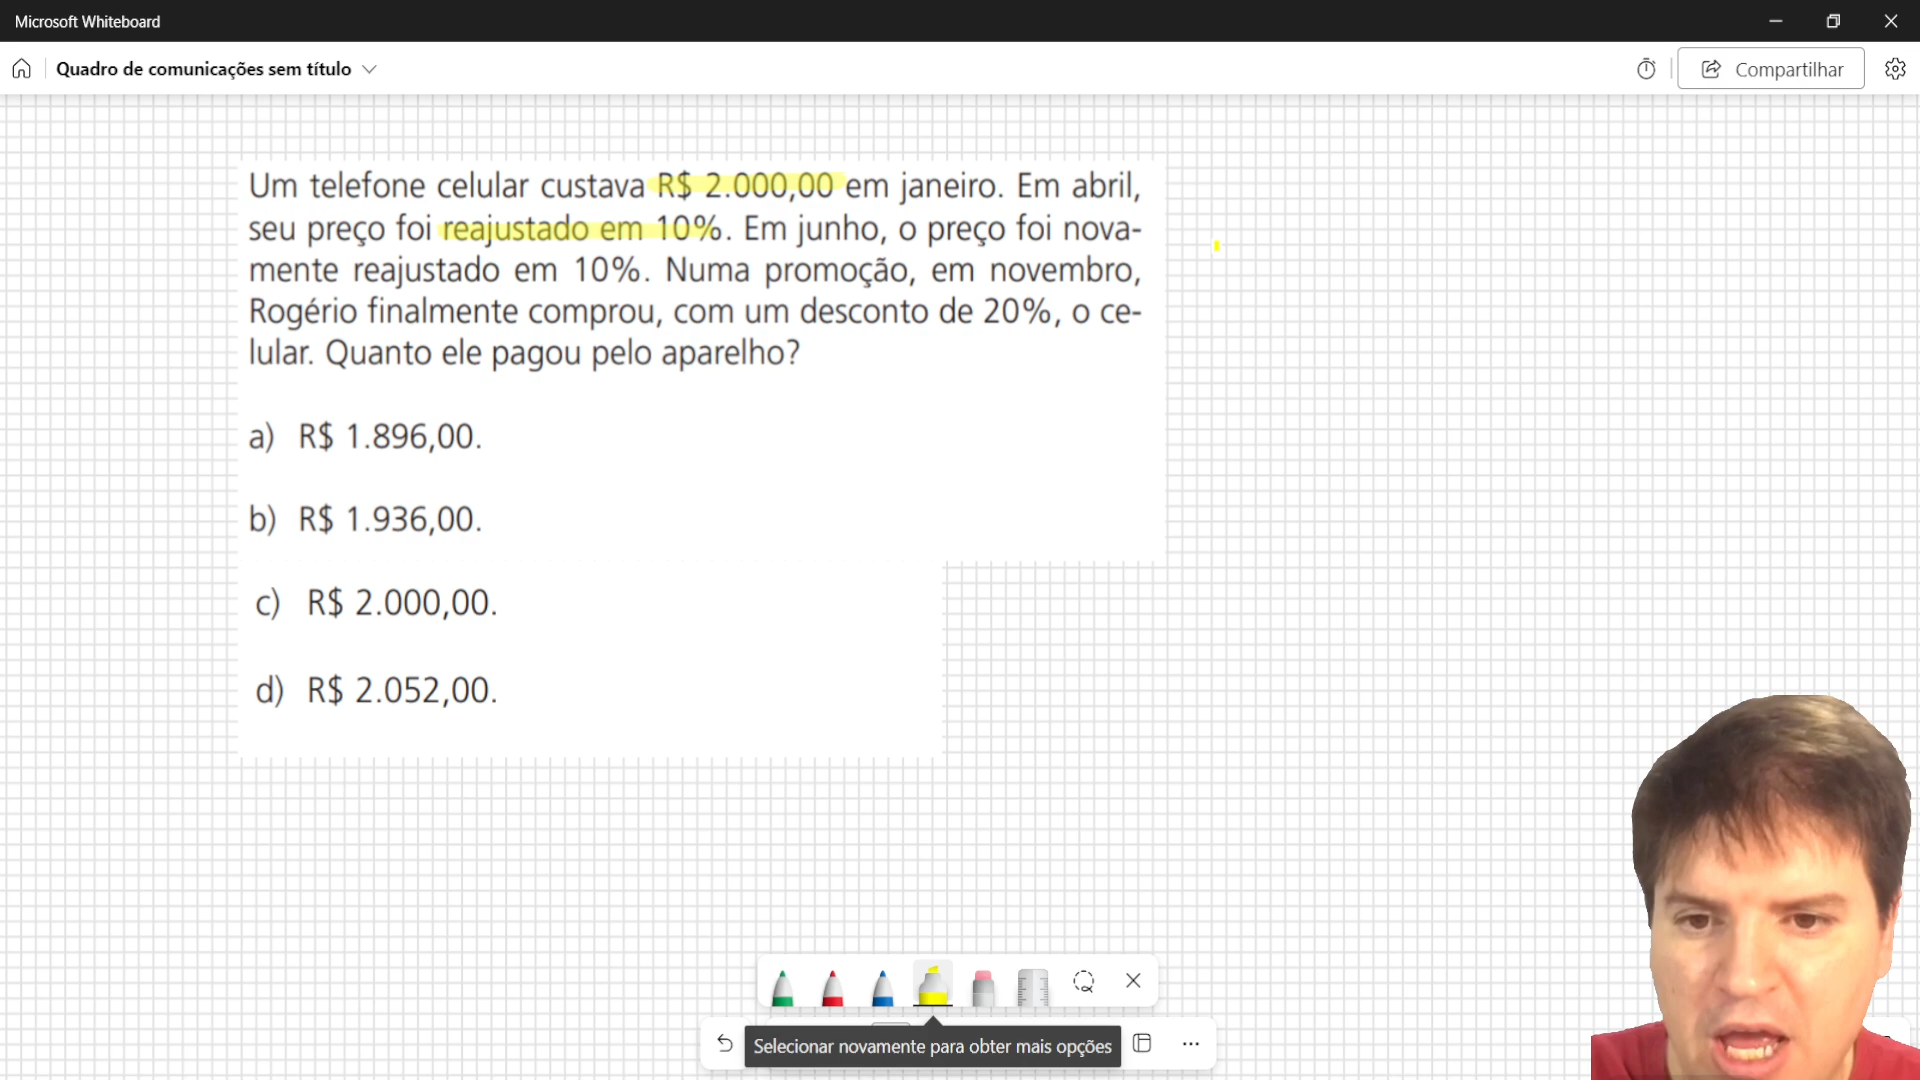 Microsoft Whiteboard
Quadro de comunicações sem título
Compartilhar
Um telefone celular custava R$ 2.000,00 em janeiro. Em abril,
seu preço foi reajustado em 10%. Em junho, o preço foi nova-
mente reajustado em 10%. Numa promoção, em novembro,
Rogério finalmente comprou, com um desconto de 20%, o ce-
lular. Quanto ele pagou pelo aparelho?
a) R$ 1.896,00.
b) R$ 1.936,00.
c) R$ 2.000,00.
d) R$ 2.052,00.
Selecionar novamente para obter mais opções